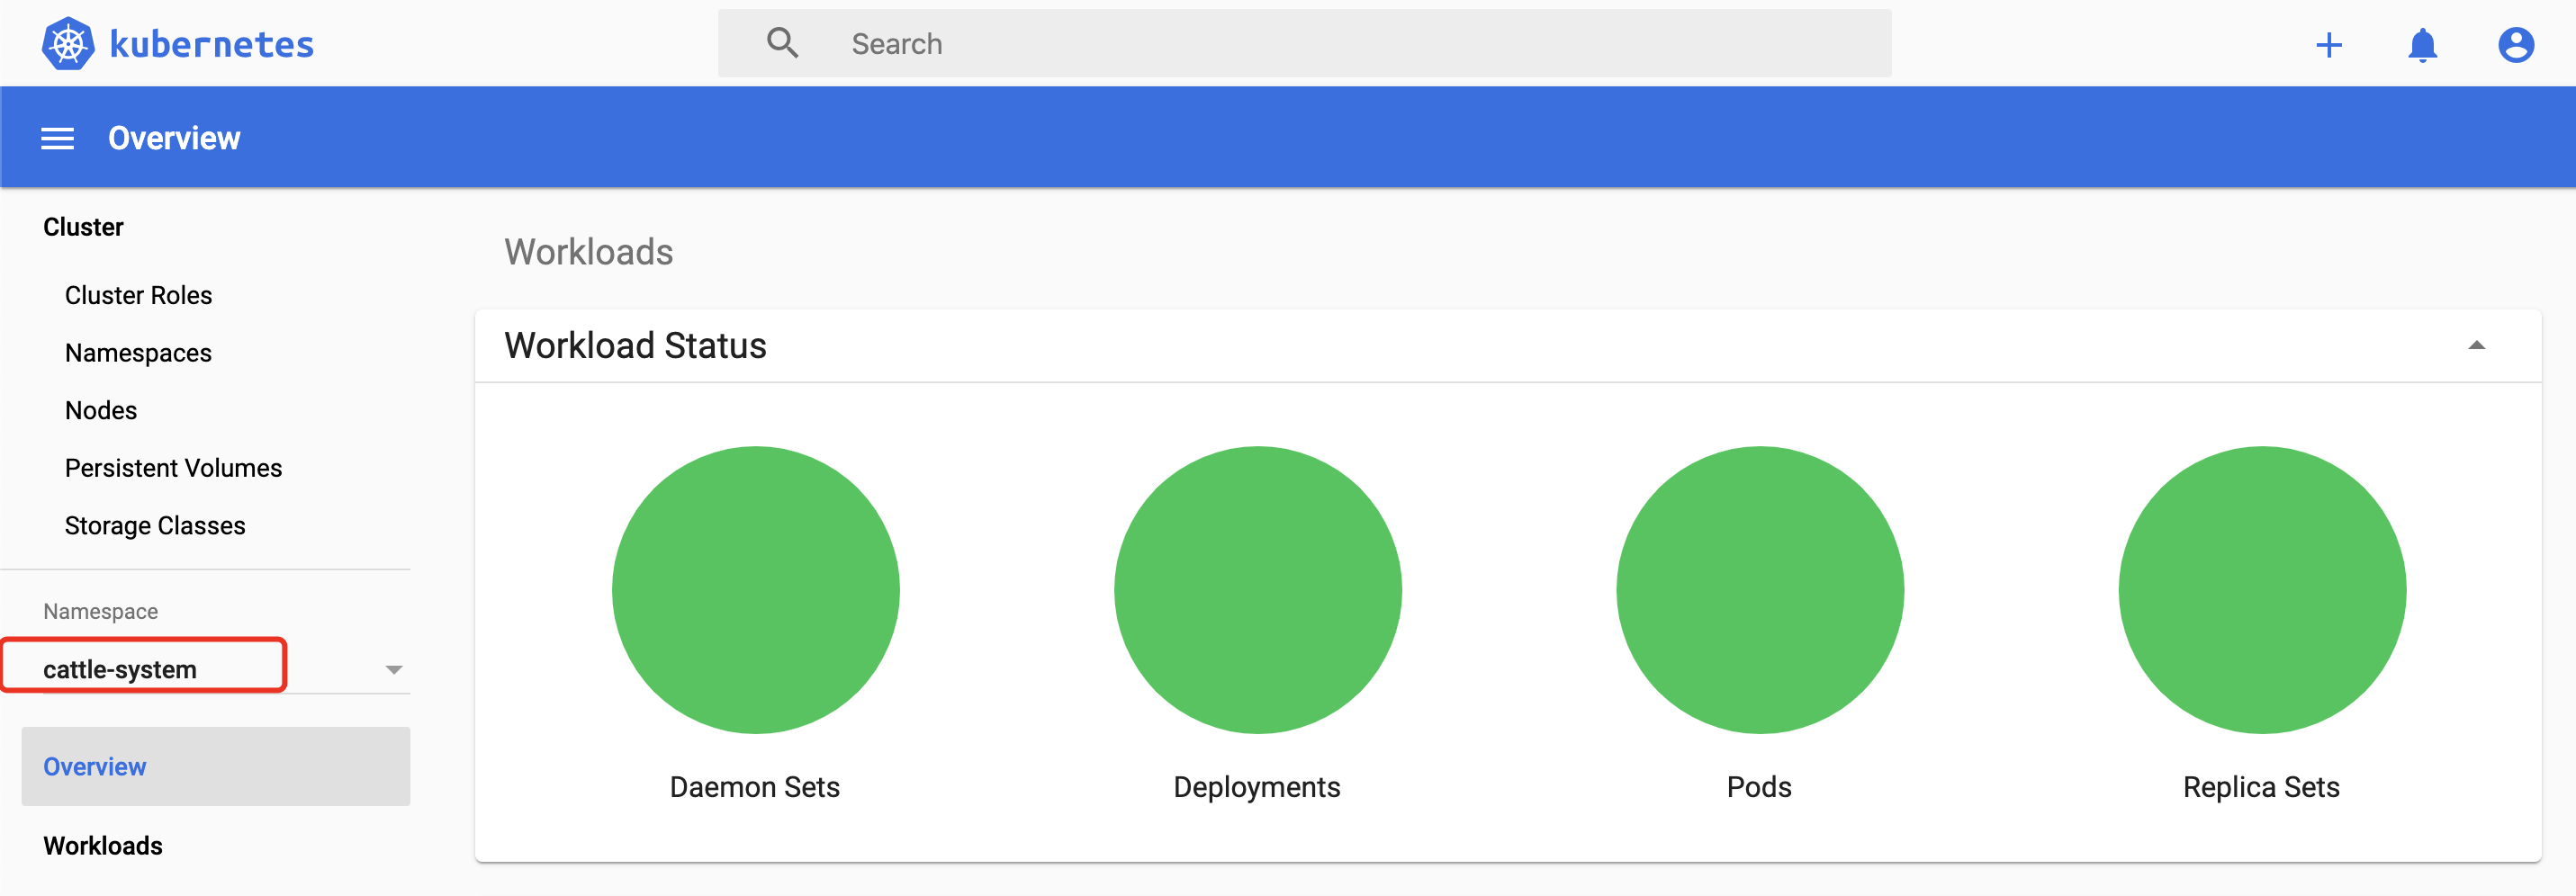 kubernetes
Search
Overview
Cluster
Cluster Roles
Namespaces
Nodes
Persistent Volumes
Storage Classes
Namespace
cattle-system
Overview
Workloads
Workloads
Workload Status
Daemon Sets
Deployments
Pods
Replica Sets